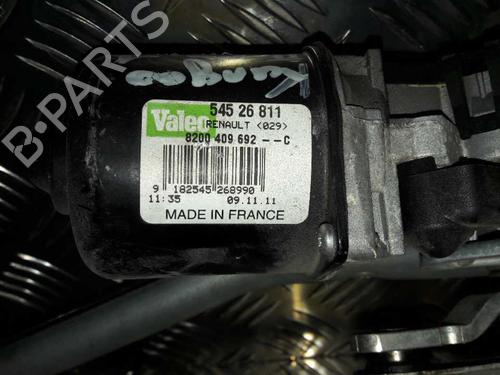 Valeo
545 26 811
RENAULT <029>
8200 409 692 --C
9 182545 268990
11:35
09.11.11
MADE IN FRANCE
B-PARTS